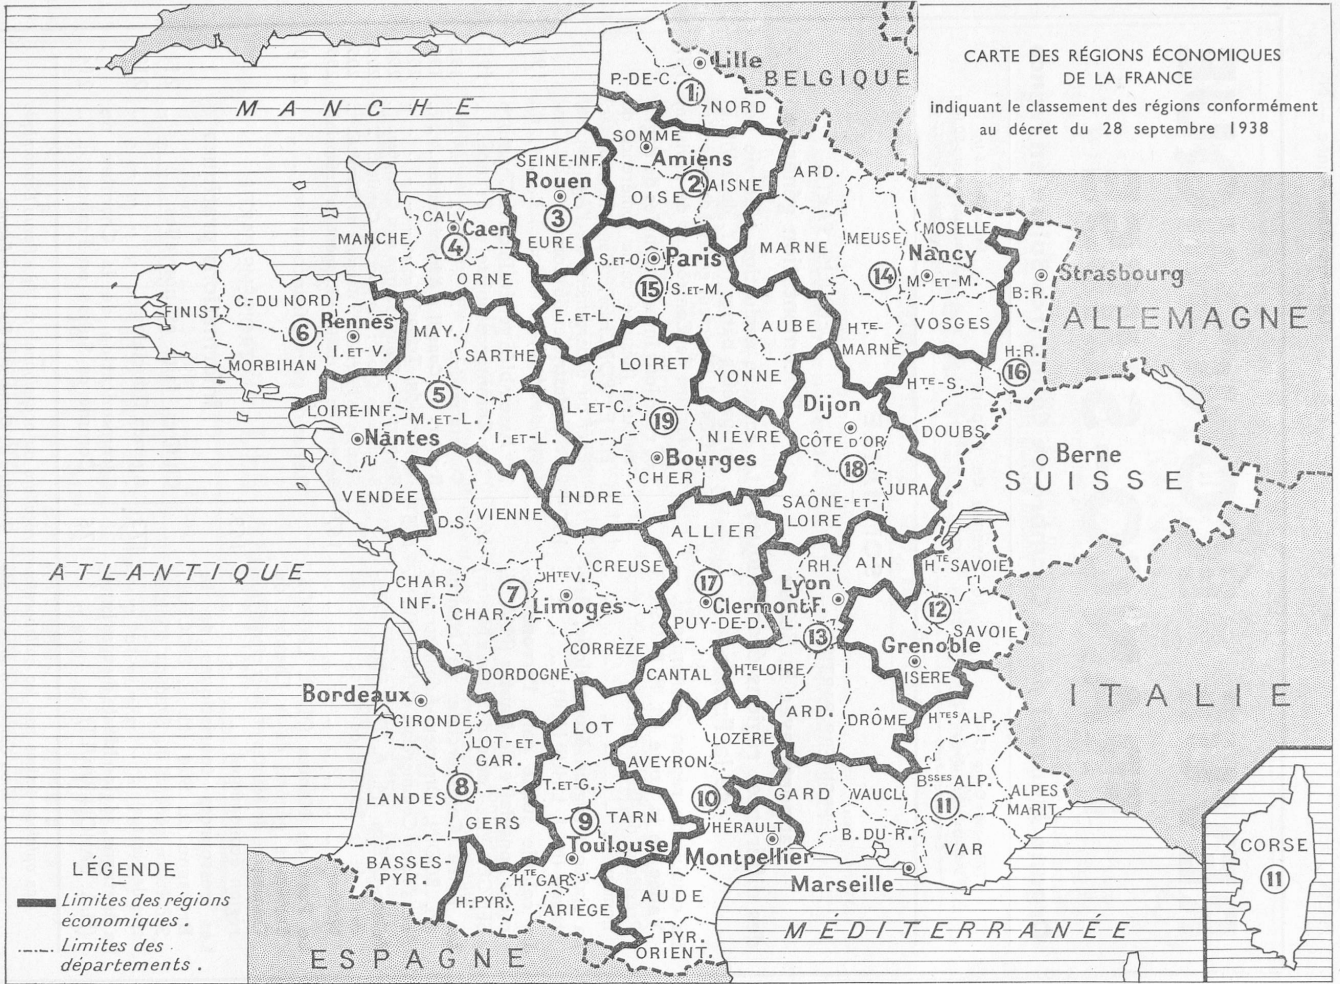 CARTE DES RÉGIONS ÉCONOMIQUES
DE LA FRANCE
indiquant le classement des régions conformément
au décret du 28 septembre 1938
MANCHE
BELGIQUE
ALLEMAGNE
SUISSE
Berne
ITALIE
ATLANTIQUE
ESPAGNE
MÉDITERRANÉE
Lille
P.-DE-C.
1
NORD
SOMME
Amiens
2
OISE
AISNE
SEINE-INF.
Rouen
3
EURE
CALV.
Caen
4
MANCHE
ORNE
ARD.
MARNE
MEUSE
MOSELLE
Nancy
14
M.-ET-M.
VOSGES
HTE-
MARNE
Strasbourg
B.-R.
H.-R.
16
S.-ET-O.
Paris
15
S.-ET-M.
E.-ET-L.
AUBE
YONNE
FINIST.
C.-DU NORD
6
Rennes
I.-ET-V.
MORBIHAN
MAY.
SARTHE
5
LOIRE-INF.
M.-ET-L.
Nantes
I.-ET-L.
VENDÉE
LOIRET
L.-ET-C.
19
NIÈVRE
Bourges
CHER
INDRE
Dijon
CÔTE D'OR
18
SAÔNE-ET-
LOIRE
JURA
HTE-S.
DOUBS
D.S.
VIENNE
CHAR.
INF.
CHAR.
7
HTE V.
Limoges
CREUSE
CORRÈZE
DORDOGNE
ALLIER
17
Clermont F.
PUY-DE-D.
CANTAL
RH.
AIN
Lyon
L.
13
HTE LOIRE
ARD.
DRÔME
HTE SAVOIE
12
SAVOIE
Grenoble
ISÈRE
Bordeaux
GIRONDE
LOT-ET-
GAR.
8
LANDES
GERS
BASSES-
PYR.
LOT
T.-ET-G.
9
TARN
Toulouse
HTE GAR.
H.-PYR.
ARIÈGE
AVEYRON
LOZÈRE
10
HÉRAULT
Montpellier
AUDE
PYR.
ORIENT.
GARD
VAUCL.
HTES ALP.
BSSES ALP.
11
ALPES
MARIT.
B.-DU-R.
VAR
Marseille
CORSE
11
LÉGENDE
Limites des régions
économiques.
Limites des
départements.